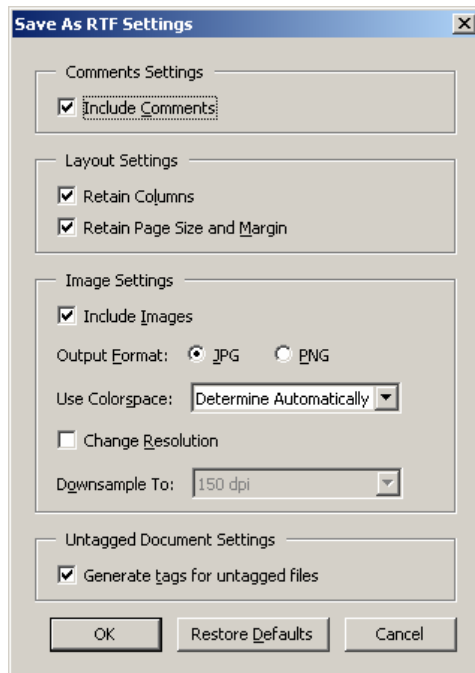 Save As RTF Settings
Comments Settings
Include Comments
Layout Settings
Retain Columns
Retain Page Size and Margin
Image Settings
Include Images
Output Format: JPG PNG
Use Colorspace: Determine Automatically
Change Resolution
Downsample To: 150 dpi
Untagged Document Settings
Generate tags for untagged files
OK Restore Defaults Cancel